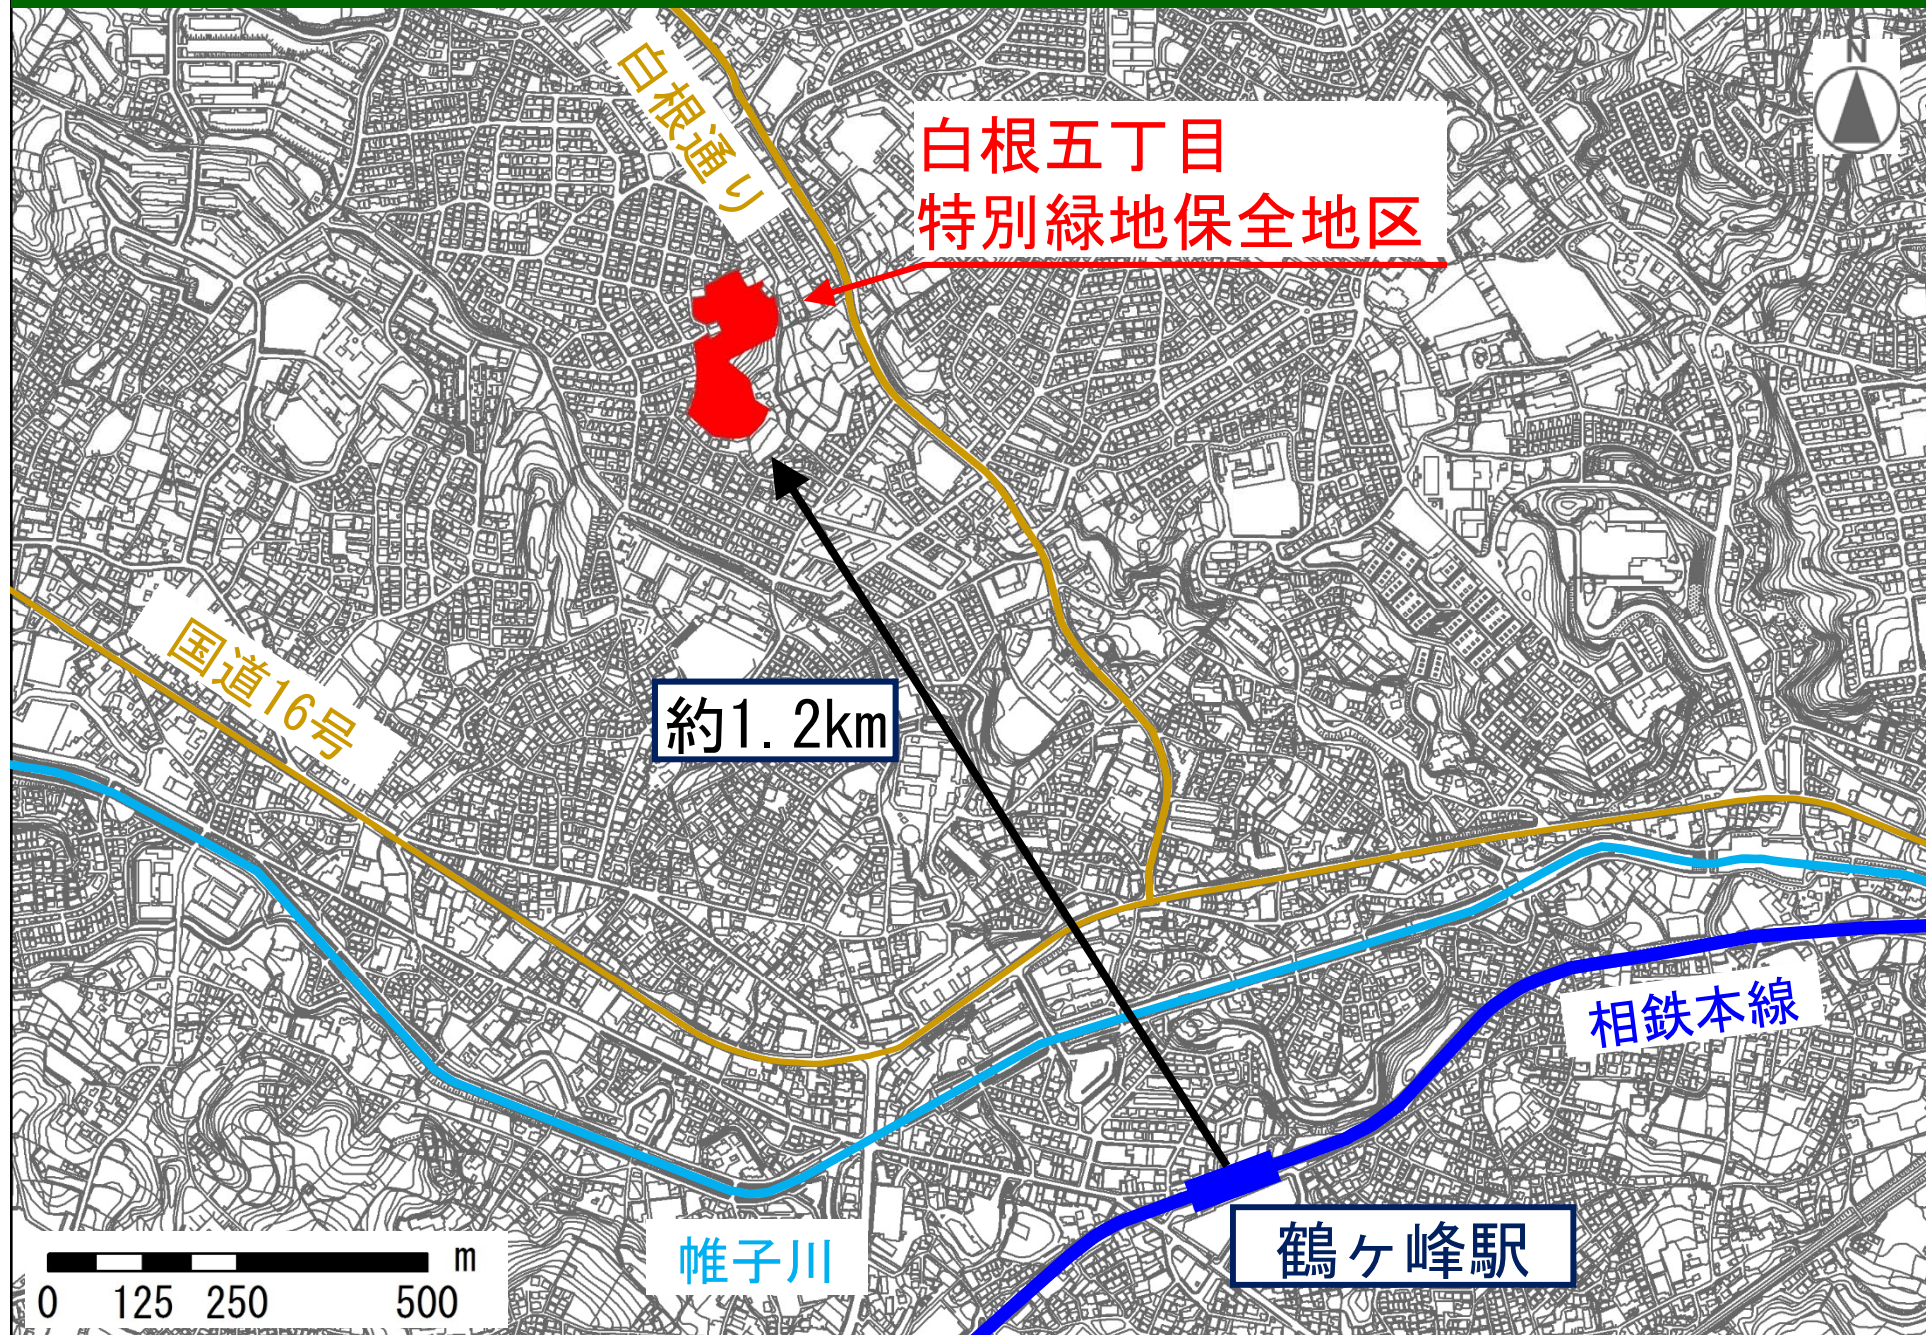 N
白根通り
白根五丁目
特別緑地保全地区
国道16号
約1.2km
相鉄本線
鶴ヶ峰駅
帷子川
m
0 125 250 500